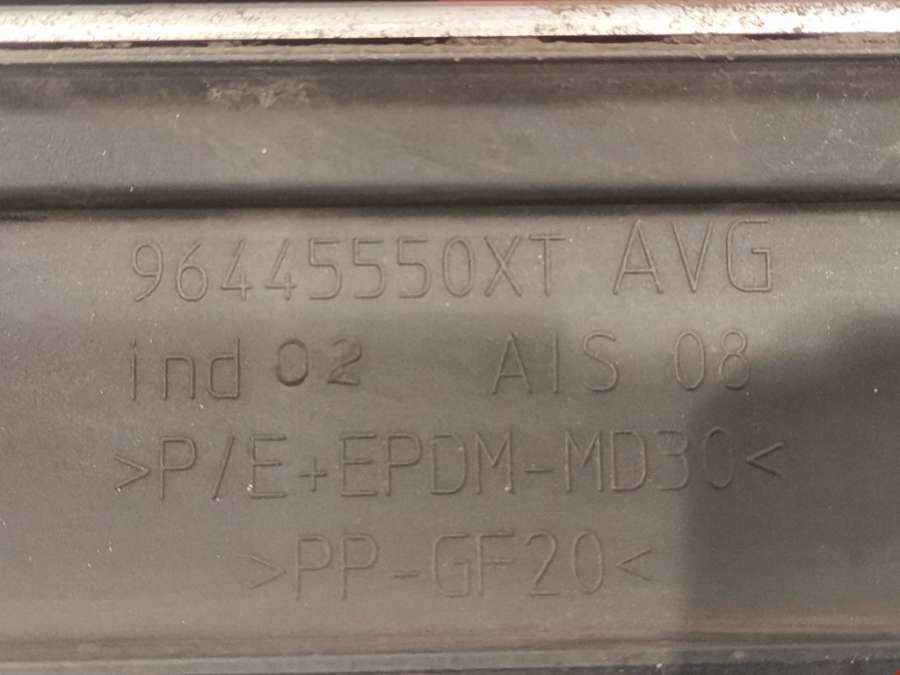 96445550XT AVG
ind 02 AIS 08
>P/E+EPDM-MD30<
>PP-GF20<